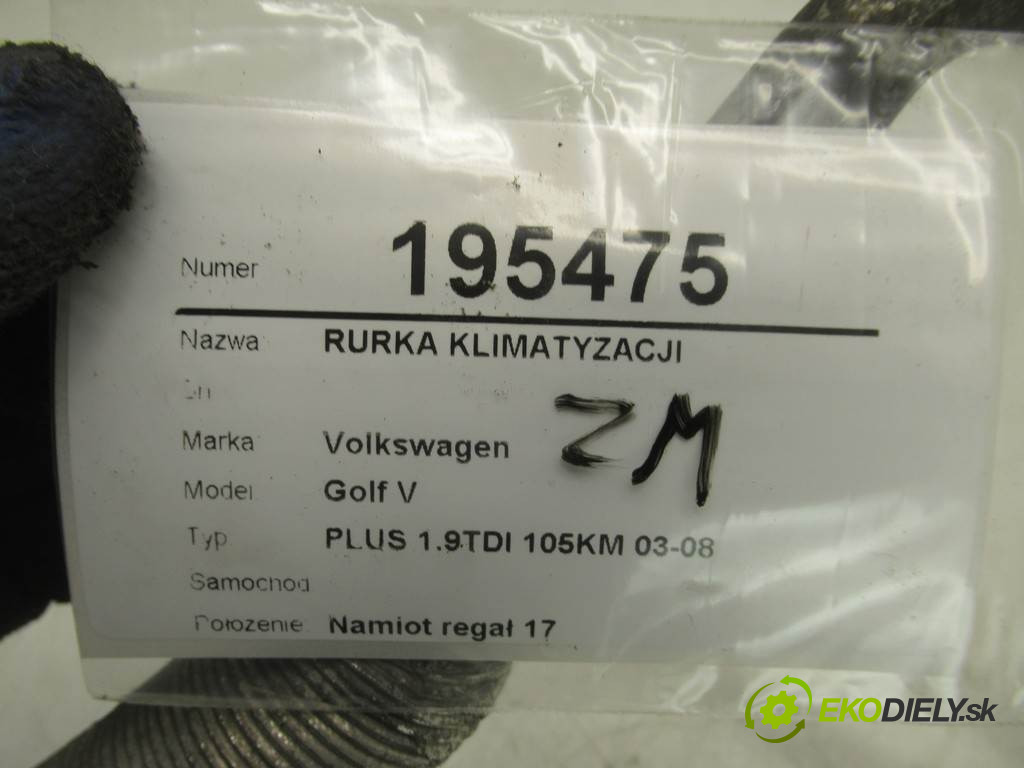 Numer 195475
Nazwa RURKA KLIMATYZACJI
ZM
Marka Volkswagen
Model Golf V
Typ PLUS 1.9TDI 105KM 03-08
Samochod
Położenie Namiot regał 17
EKODIELY.sk